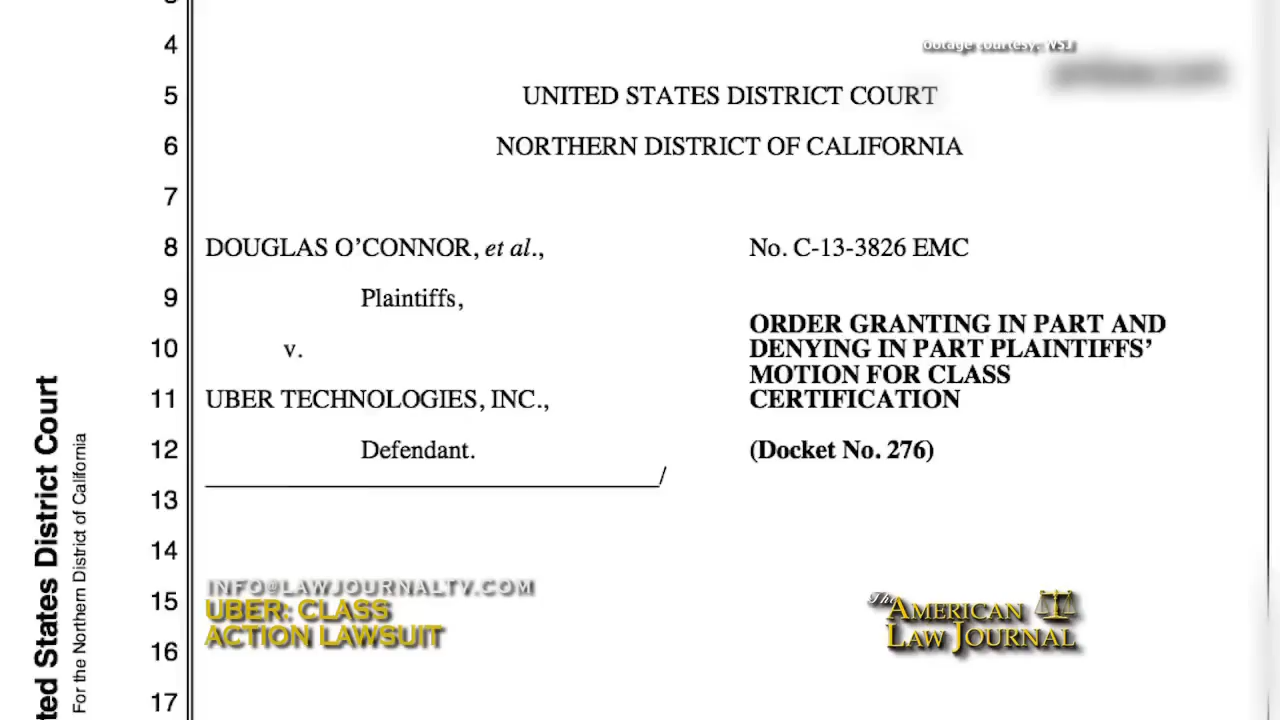 4
footage courtesy: WSJ
5 UNITED STATES DISTRICT COURT
6 NORTHERN DISTRICT OF CALIFORNIA
7
8 DOUGLAS O’CONNOR, et al., No. C-13-3826 EMC
9 Plaintiffs,
ORDER GRANTING IN PART AND
10 v. DENYING IN PART PLAINTIFFS’
MOTION FOR CLASS
11 UBER TECHNOLOGIES, INC., CERTIFICATION
12 Defendant. (Docket No. 276)
/
13
14
INFO@LAWJOURNALTV.COM
15 UBER: CLASS
ACTION LAWSUIT
16
17
The
AMERICAN
LAW JOURNAL
ted States District Court
For the Northern District of California